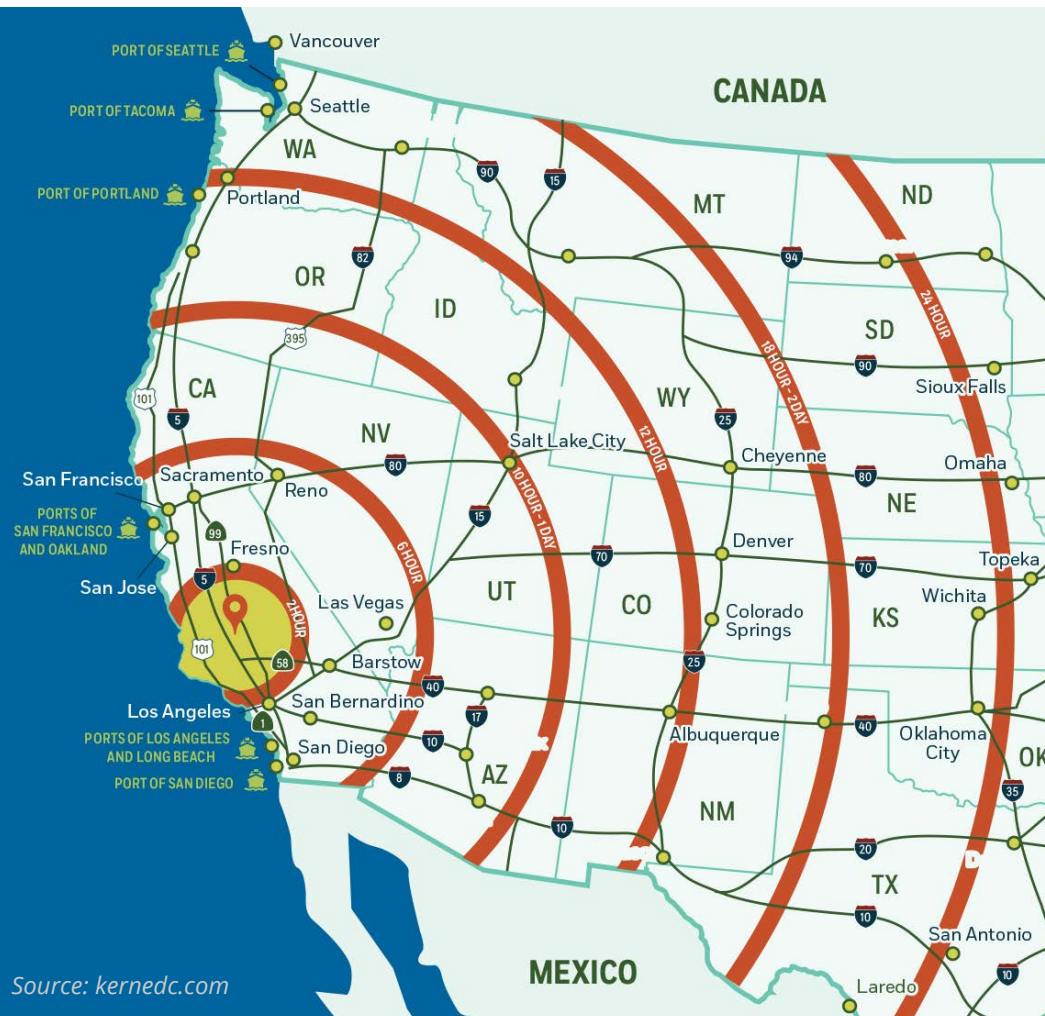 PORT OF SEATTLE
Vancouver
CANADA
PORT OF TACOMA
Seattle
WA
90
15
MT
ND
PORT OF PORTLAND
Portland
82
94
OR
ID
24 HOUR
SD
395
18 HOUR - 2 DAY
90
Sioux Falls
101
CA
5
WY
25
NV
12 HOUR
Salt Lake City
Cheyenne
Omaha
80
80
San Francisco
Sacramento
Reno
10 HOUR - 1 DAY
NE
PORTS OF
SAN FRANCISCO
AND OAKLAND
99
15
Fresno
6 HOUR
70
Denver
70
Topeka
San Jose
5
2 HOUR
Las Vegas
UT
CO
Colorado
Springs
KS
Wichita
101
58
Barstow
40
25
Los Angeles
San Bernardino
17
Albuquerque
40
Oklahoma
City
1
10
PORTS OF LOS ANGELES
AND LONG BEACH
San Diego
PORT OF SAN DIEGO
8
AZ
OK
35
10
NM
20
D
TX
10
San Antonio
10
MEXICO
Laredo
Source: kernedc.com